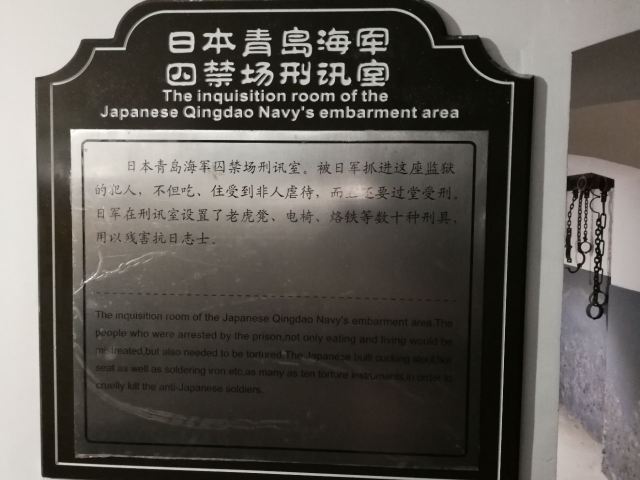 日本青岛海军
囚禁场刑讯室
The inquisition room of the
Japanese Qingdao Navy's embarment area
日本青岛海军囚禁场刑讯室。被日军抓进这座监狱
的犯人，不但吃、住受到非人虐待，而且还要过堂受刑。
日军在刑讯室设置了老虎凳、电椅、烙铁等数十种刑具，
用以残害抗日志士。
The inquisition room of the Japanese Qingdao Navy's embarment area.The
people who were arrested by the prison,not only eating and living would be
mistreated,but also needed to be tortured.The Japanese built cucking stool,hot
seat as well as soldering iron etc,as many as ten torture instruments,in order to
cruelly kill the anti-Japanese soldiers.